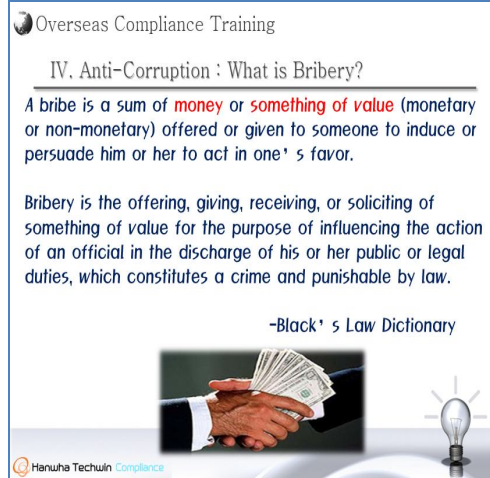 Overseas Compliance Training
IV. Anti-Corruption : What is Bribery?
A bribe is a sum of money or something of value (monetary
or non-monetary) offered or given to someone to induce or
persuade him or her to act in one’ s favor.
Bribery is the offering, giving, receiving, or soliciting of
something of value for the purpose of influencing the action
of an official in the discharge of his or her public or legal
duties, which constitutes a crime and punishable by law.
-Black’ s Law Dictionary
Hanwha Techwin Compliance